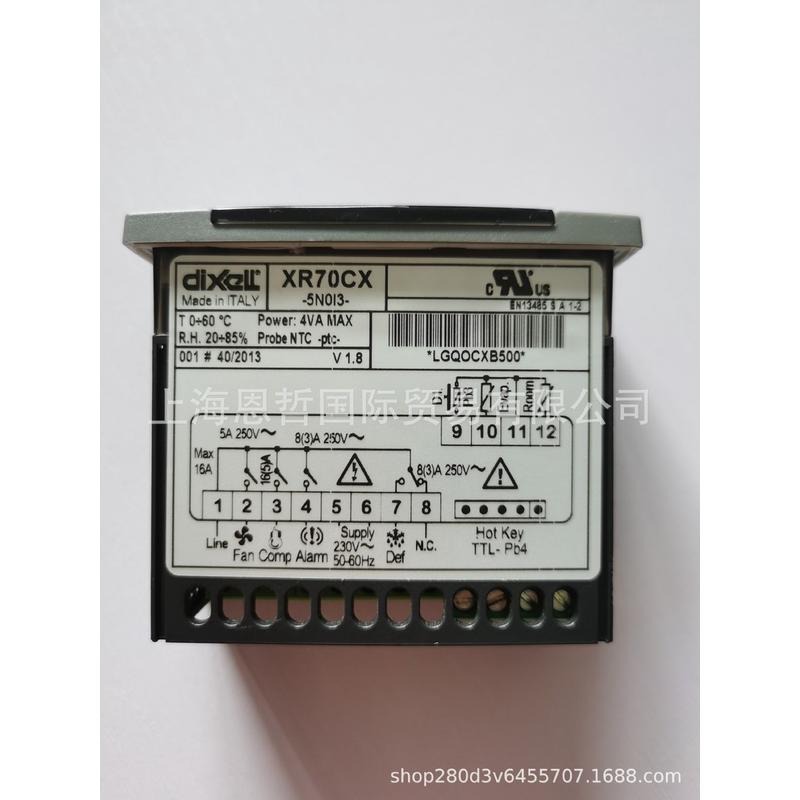 dixell XR70CX
Made in ITALY -5N0I3-
C UL US
EN13485 S A 1-2
T 0÷60 °C Power: 4VA MAX
R.H. 20÷85% Probe NTC -ptc-
001 # 40/2013 V 1.8
*LGQOCXB500*
上海恩哲国际贸易有限公司
D.I. Pb3 Evap. Room
9 10 11 12
5A 250V~ 8(3)A 250V~
Max 16A 16(5)A 8(3)A 250V~
1 2 3 4 5 6 7 8
Line Fan Comp Alarm Supply 230V~ 50-60Hz Def N.C.
Hot Key
TTL- Pb4
shop280d3v6455707.1688.com